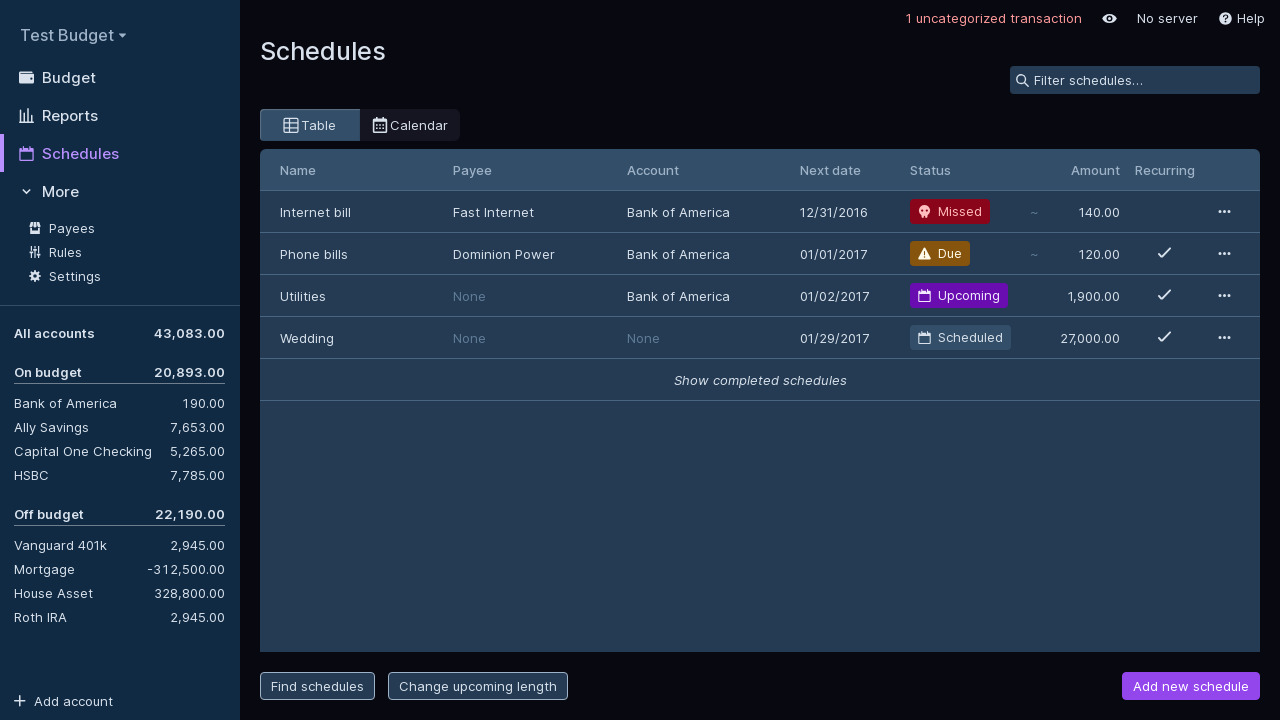 Test Budget
Budget
Reports
Schedules
More
Payees
Rules
Settings
All accounts 43,083.00
On budget 20,893.00
Bank of America 190.00
Ally Savings 7,653.00
Capital One Checking 5,265.00
HSBC 7,785.00
Off budget 22,190.00
Vanguard 401k 2,945.00
Mortgage -312,500.00
House Asset 328,800.00
Roth IRA 2,945.00
Add account
1 uncategorized transaction No server Help
Schedules
Filter schedules…
Table Calendar
Name Payee Account Next date Status Amount Recurring
Internet bill Fast Internet Bank of America 12/31/2016 Missed ~ 140.00
Phone bills Dominion Power Bank of America 01/01/2017 Due ~ 120.00
Utilities None Bank of America 01/02/2017 Upcoming 1,900.00
Wedding None None 01/29/2017 Scheduled 27,000.00
Show completed schedules
Find schedules Change upcoming length Add new schedule